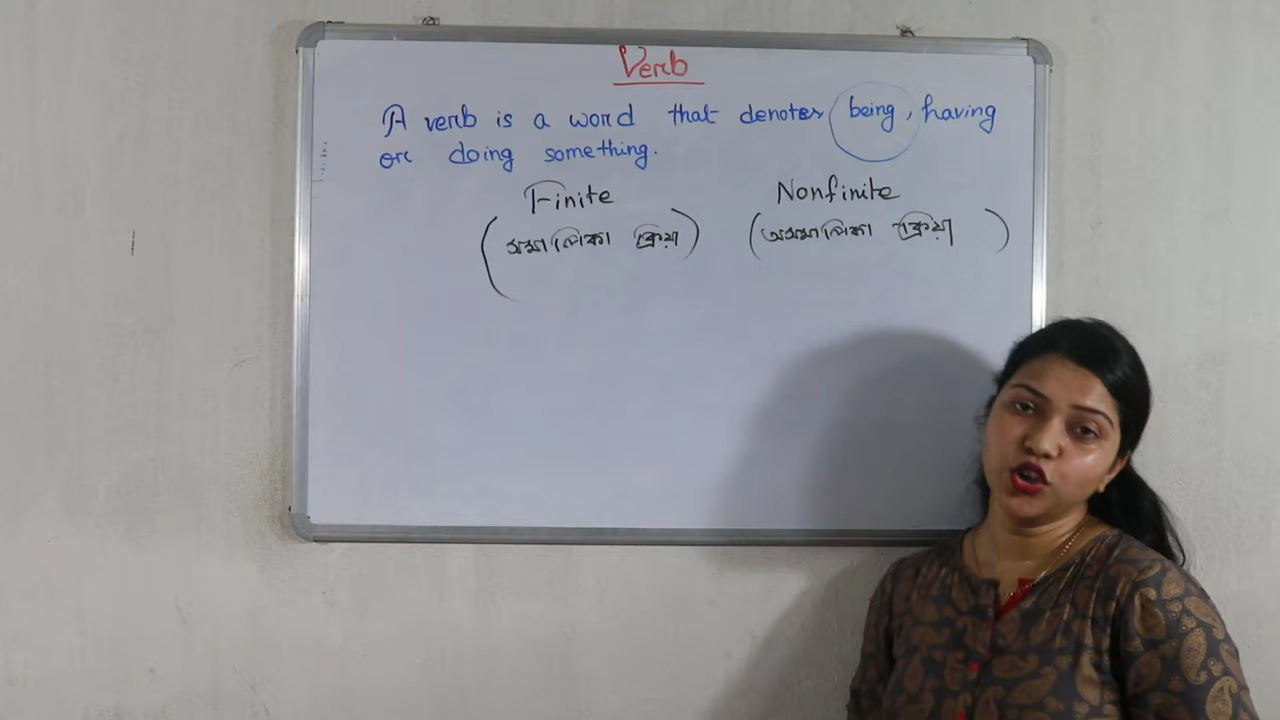 Verb
A verb is a word that denotes being, having
or doing something.
Finite Nonfinite
(সমাপিকা ক্রিয়া) (অসমাপিকা ক্রিয়া)